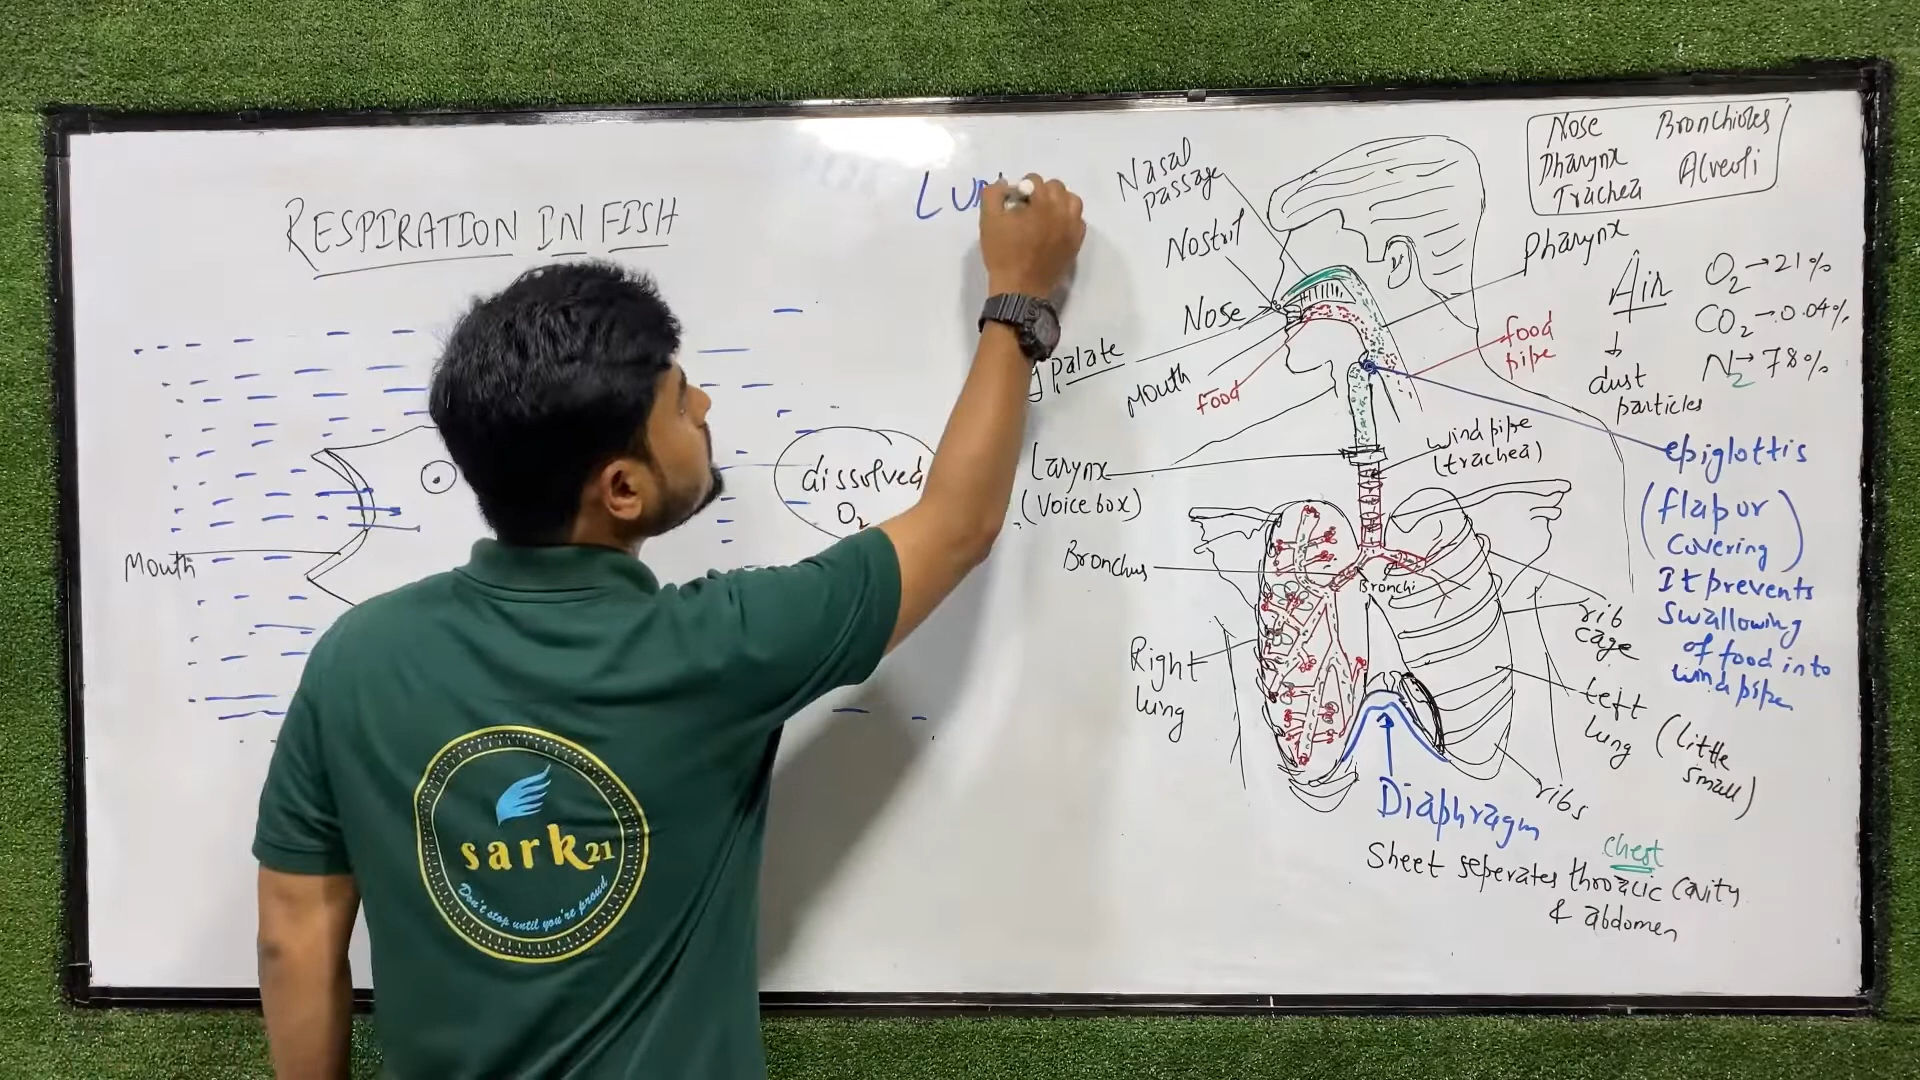 RESPIRATION IN FISH
LUN
Mouth
dissolved
O2
Nasal
passage
Nostril
Nose
Palate
Mouth
food
Larynx
(Voice box)
Bronchus
Bronchi
Right
lung
Nose Bronchioles
Pharynx Alveoli
Trachea
Pharynx
food
pipe
Air
dust
particles
O2 → 21%
CO2 → 0.04%
N2 → 78%
windpipe
(trachea)
epiglottis
(flap or
covering)
It prevents
swallowing
of food into
wind pipe
rib
cage
left
lung (little
small)
ribs
Diaphragm
chest
Sheet seperates throacic cavity
& abdomen
sark21
Don't stop until you're proud